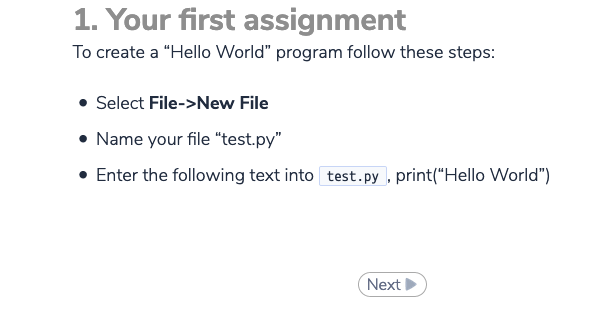 1. Your first assignment
To create a “Hello World” program follow these steps:
• Select File->New File
• Name your file “test.py”
• Enter the following text into test.py, print(“Hello World”)
Next